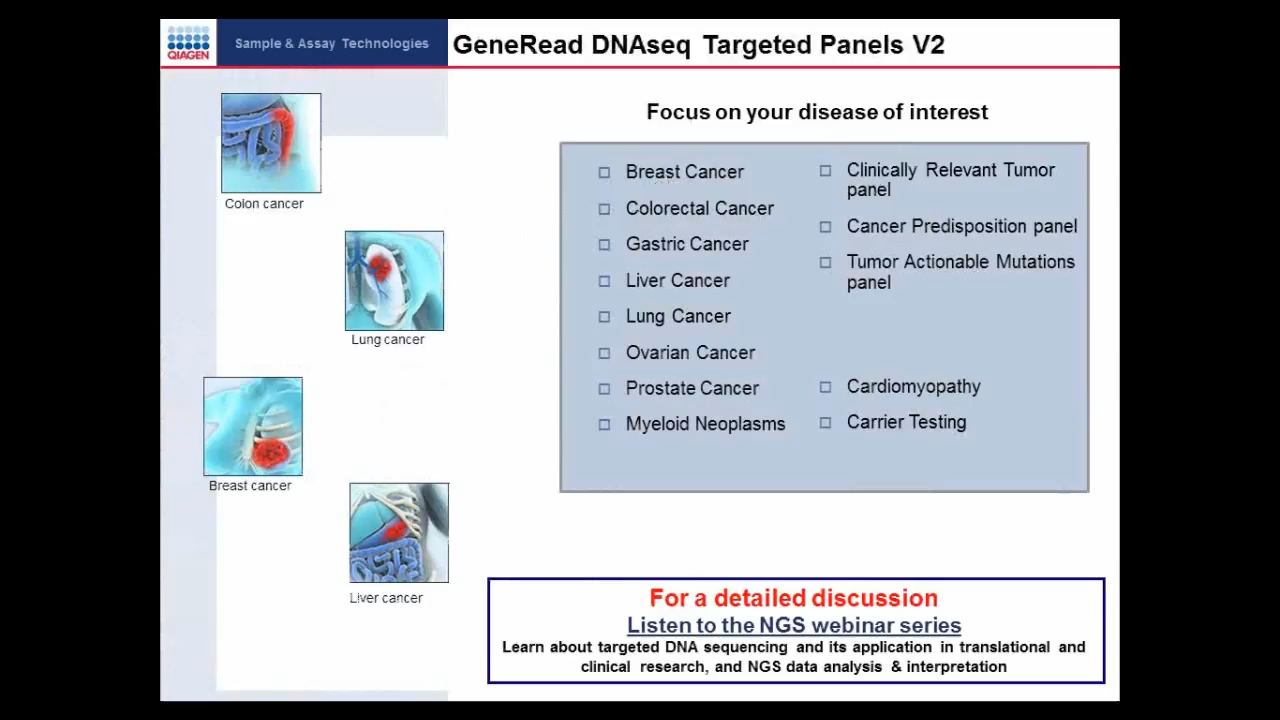 QIAGEN
Sample & Assay Technologies
GeneRead DNAseq Targeted Panels V2
Colon cancer
Lung cancer
Breast cancer
Liver cancer
Focus on your disease of interest
Breast Cancer
Colorectal Cancer
Gastric Cancer
Liver Cancer
Lung Cancer
Ovarian Cancer
Prostate Cancer
Myeloid Neoplasms
Clinically Relevant Tumor
panel
Cancer Predisposition panel
Tumor Actionable Mutations
panel
Cardiomyopathy
Carrier Testing
For a detailed discussion
Listen to the NGS webinar series
Learn about targeted DNA sequencing and its application in translational and
clinical research, and NGS data analysis & interpretation